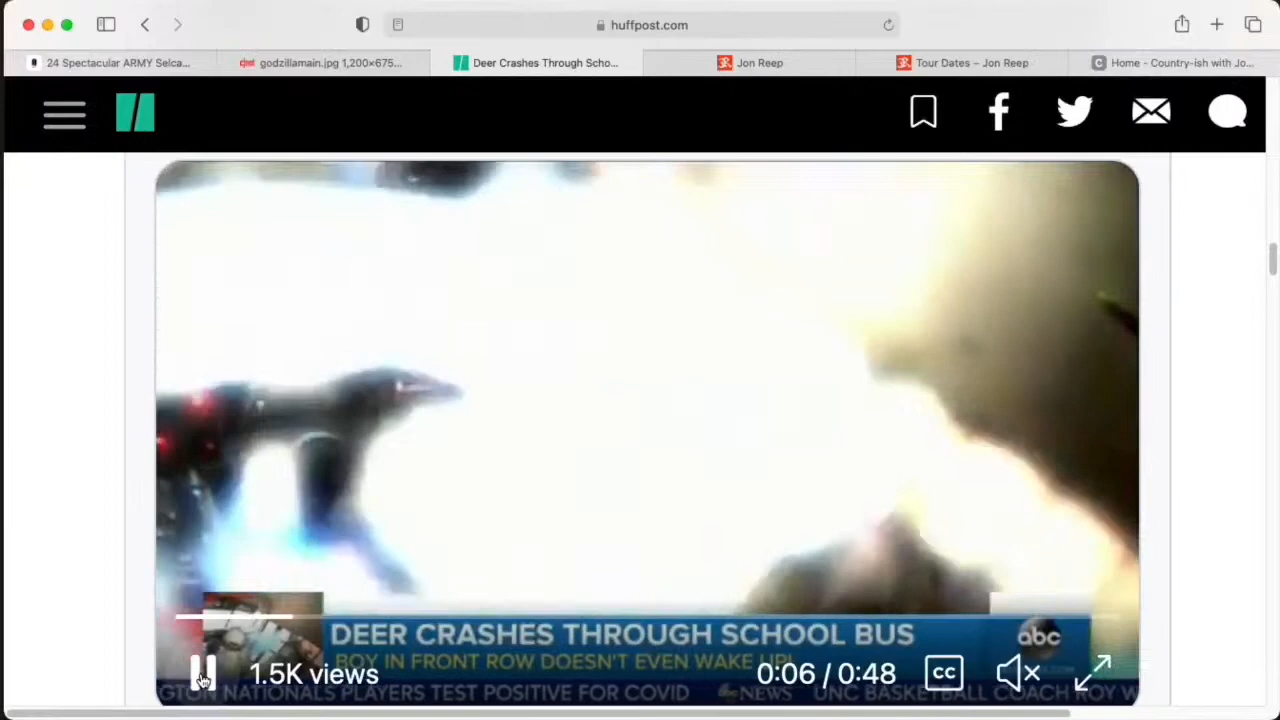 huffpost.com
24 Spectacular ARMY Selca...
godzillamain.jpg 1,200×675...
Deer Crashes Through Scho...
Jon Reep
Tour Dates – Jon Reep
Home - Country-ish with Jo...
DEER CRASHES THROUGH SCHOOL BUS
abc
BOY IN FRONT ROW DOESN'T EVEN WAKE UP!
1.5K views
0:06 / 0:48
CC
NATIONALS PLAYERS TEST POSITIVE FOR COVID abc NEWS UNC BASKETBALL COACH ROY W